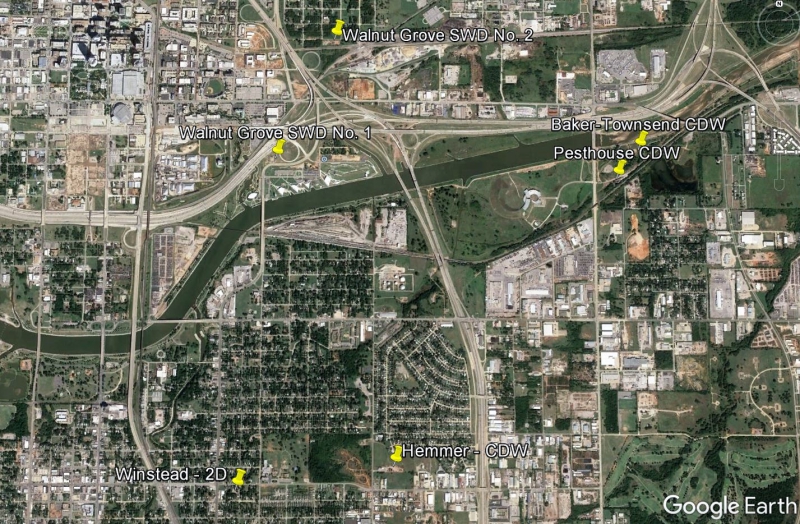 Walnut Grove SWD No. 2
Walnut Grove SWD No. 1
Baker-Townsend CDW
Pesthouse CDW
Hemmer - CDW
Winstead - 2D
Google Earth